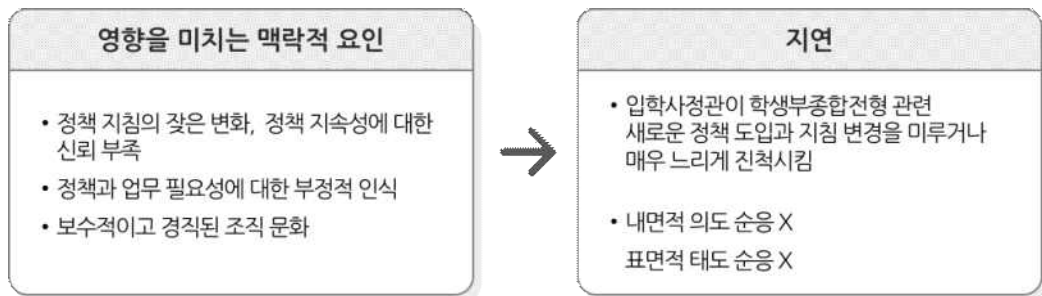 영향을 미치는 맥락적 요인
• 정책 지침의 잦은 변화, 정책 지속성에 대한
신뢰 부족
• 정책과 업무 필요성에 대한 부정적 인식
• 보수적이고 경직된 조직 문화
지연
• 입학사정관이 학생부종합전형 관련
새로운 정책 도입과 지침 변경을 미루거나
매우 느리게 진척시킴
• 내면적 의도 순응 X
표면적 태도 순응 X